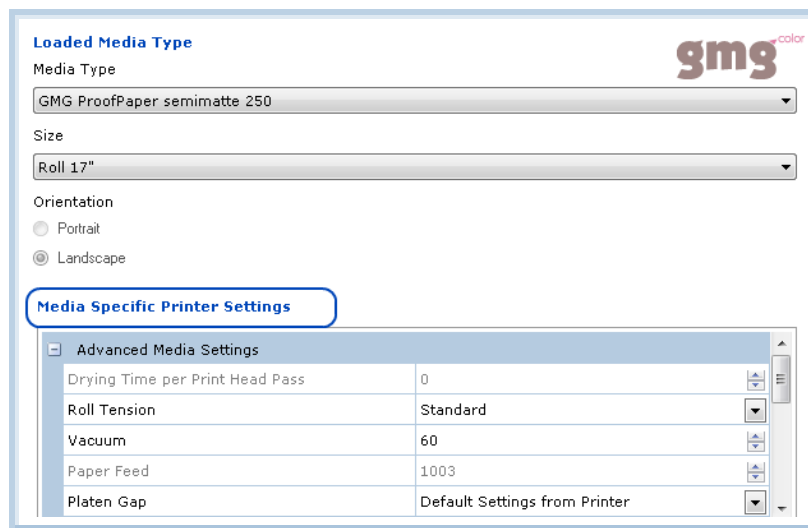 Loaded Media Type
gmg color
Media Type
GMG ProofPaper semimatte 250
Size
Roll 17"
Orientation
Portrait
Landscape
Media Specific Printer Settings
Advanced Media Settings
Drying Time per Print Head Pass 0
Roll Tension Standard
Vacuum 60
Paper Feed 1003
Platen Gap Default Settings from Printer